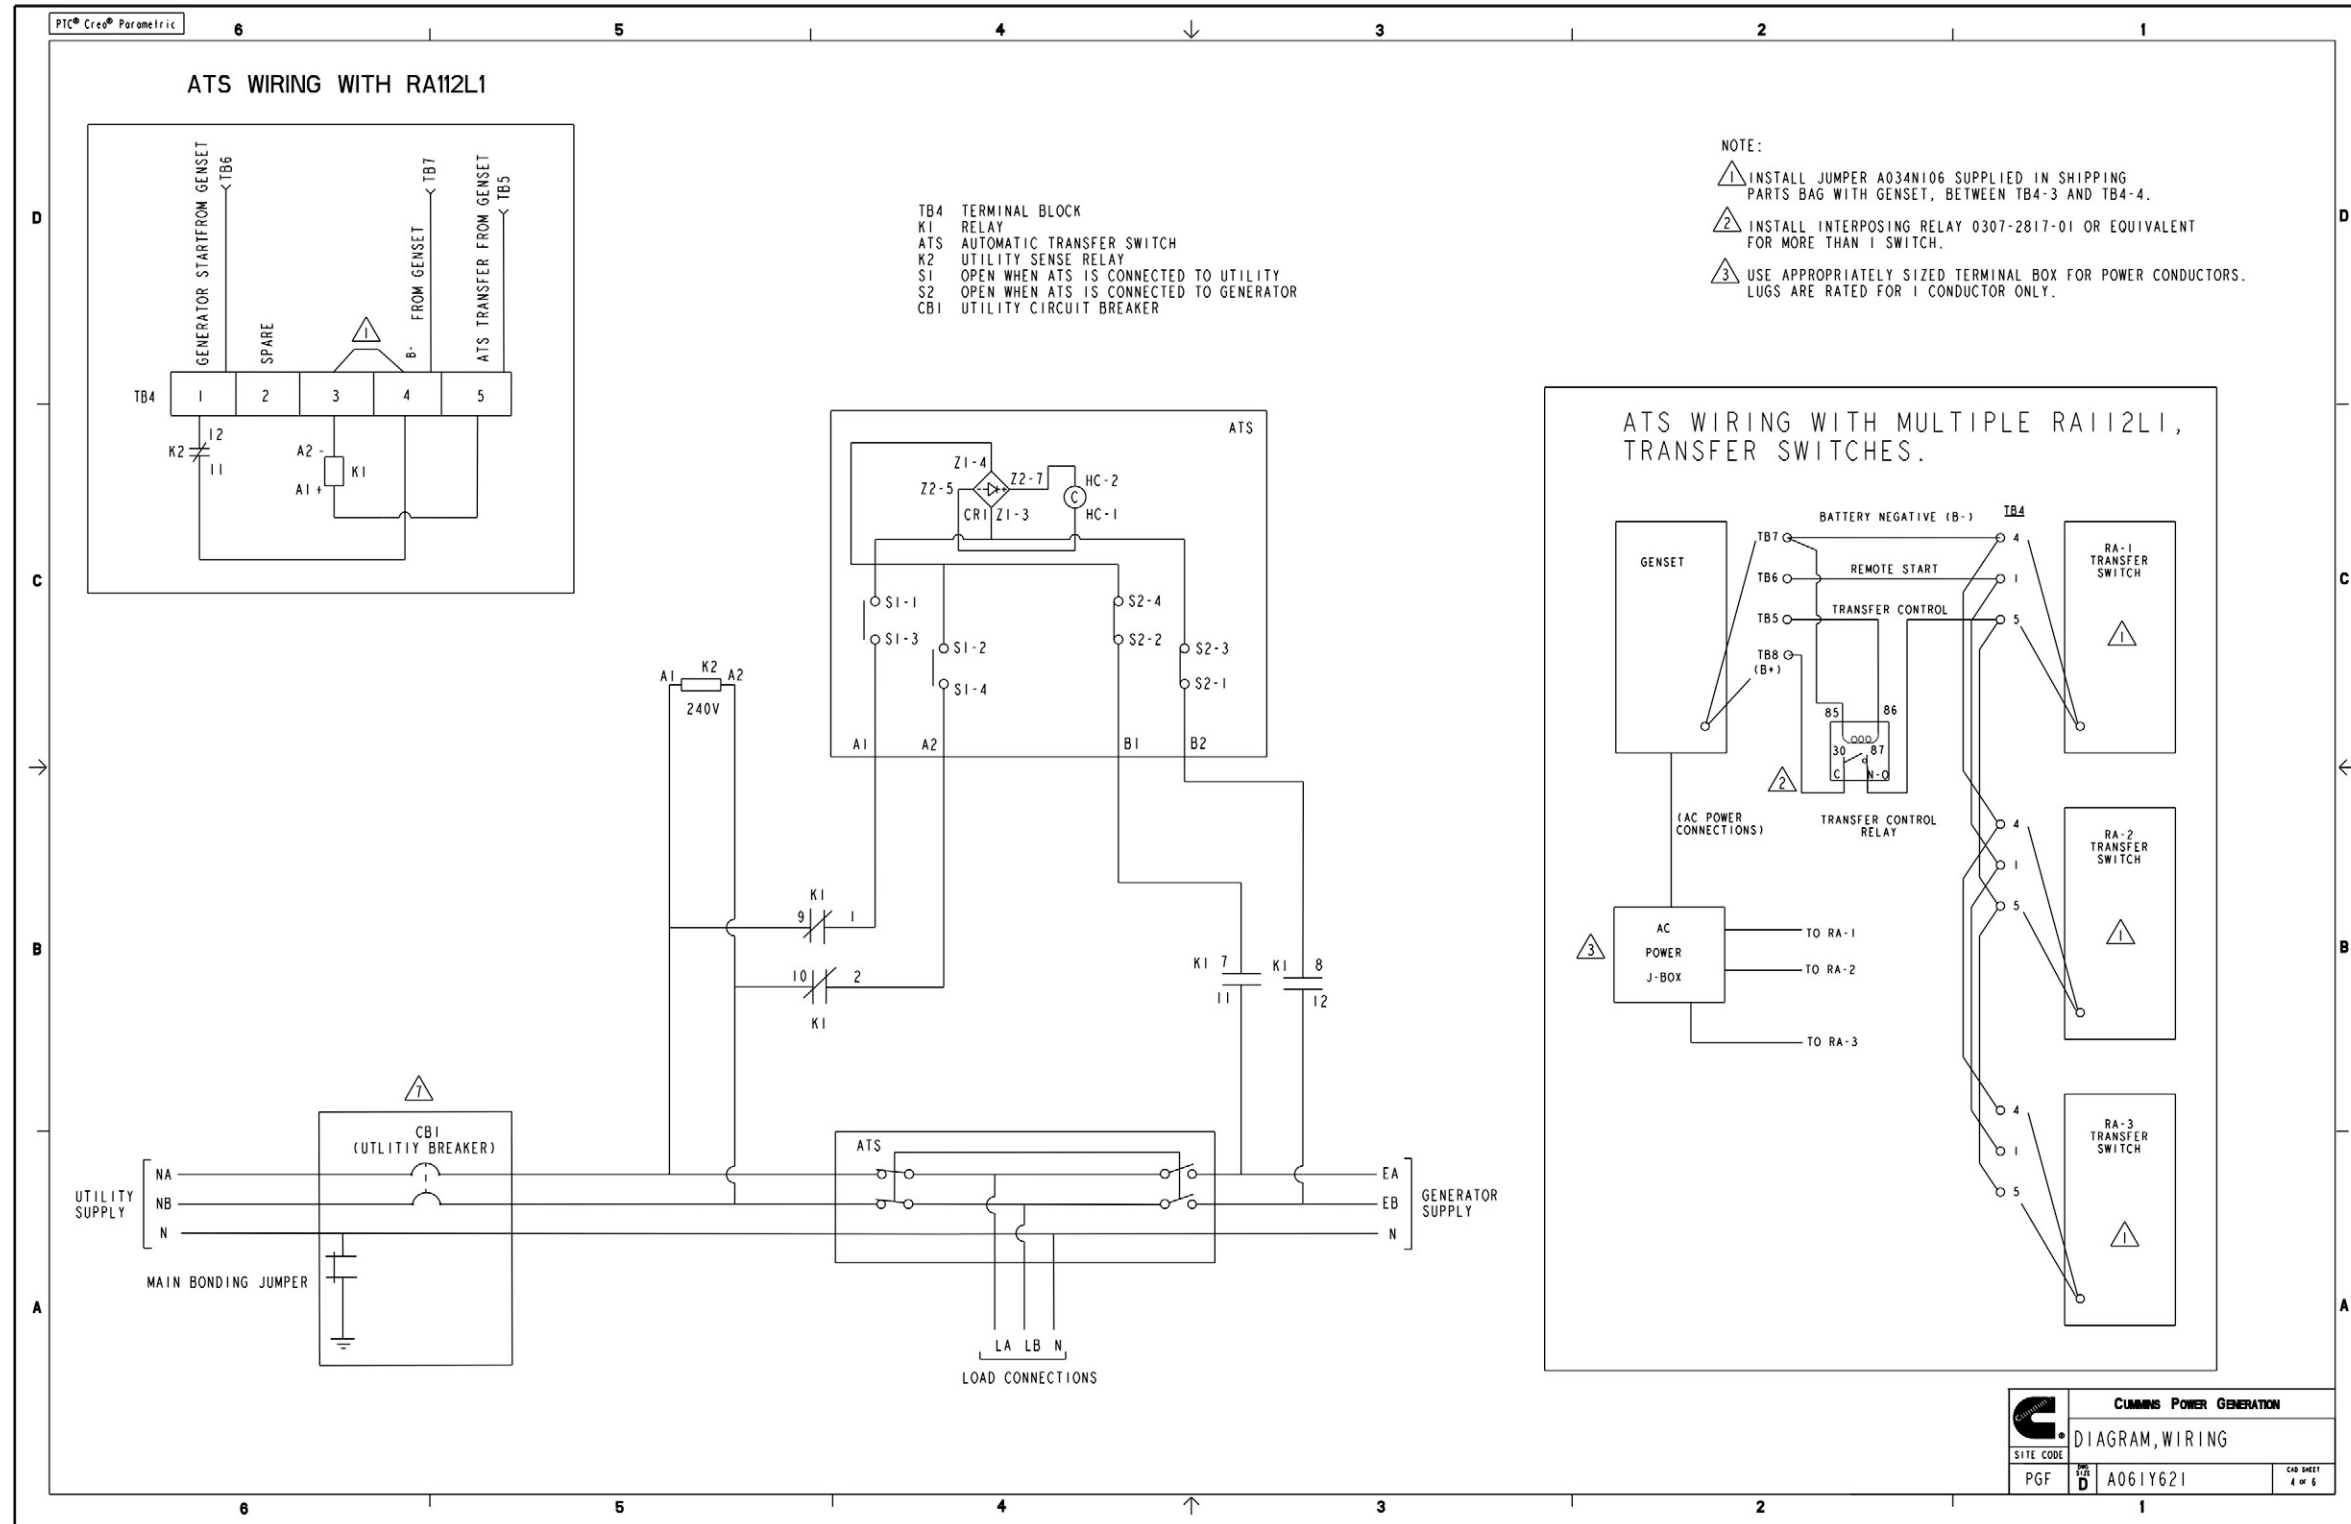 PTC® Creo® Parametric
6
5
4
3
2
1
ATS WIRING WITH RA112L1
GENERATOR STARTFROM GENSET
TB6
SPARE
1
B-
FROM GENSET
TB7
ATS TRANSFER FROM GENSET
TB5
TB4
1
2
3
4
5
K2
12
11
A2 -
K1
A1 +
TB4 TERMINAL BLOCK
K1 RELAY
ATS AUTOMATIC TRANSFER SWITCH
K2 UTILITY SENSE RELAY
S1 OPEN WHEN ATS IS CONNECTED TO UTILITY
S2 OPEN WHEN ATS IS CONNECTED TO GENERATOR
CB1 UTILITY CIRCUIT BREAKER
NOTE:
1 INSTALL JUMPER A034N106 SUPPLIED IN SHIPPING
PARTS BAG WITH GENSET, BETWEEN TB4-3 AND TB4-4.
2 INSTALL INTERPOSING RELAY 0307-2817-01 OR EQUIVALENT
FOR MORE THAN 1 SWITCH.
3 USE APPROPRIATELY SIZED TERMINAL BOX FOR POWER CONDUCTORS.
LUGS ARE RATED FOR 1 CONDUCTOR ONLY.
D
D
C
C
B
B
A
A
ATS
Z1-4
Z2-5
Z2-7
HC-2
C
CR1
Z1-3
HC-1
S1-1
S1-3
S1-2
S1-4
S2-4
S2-2
S2-3
S2-1
A1
A2
B1
B2
A1
K2
A2
240V
K1
9
1
10
2
K1
K1
7
11
K1
8
12
7
CB1
(UTLITIY BREAKER)
UTILITY
SUPPLY
NA
NB
N
MAIN BONDING JUMPER
ATS
EA
EB
N
GENERATOR
SUPPLY
LA LB N
LOAD CONNECTIONS
ATS WIRING WITH MULTIPLE RA112L1,
TRANSFER SWITCHES.
GENSET
BATTERY NEGATIVE (B-)
TB4
TB7
4
TB6
REMOTE START
1
TB5
TRANSFER CONTROL
5
TB8
(B+)
RA-1
TRANSFER
SWITCH
1
85
86
30
87
C
N-O
2
TRANSFER CONTROL
RELAY
(AC POWER
CONNECTIONS)
4
1
5
RA-2
TRANSFER
SWITCH
1
3
AC
POWER
J-BOX
TO RA-1
TO RA-2
TO RA-3
4
1
5
RA-3
TRANSFER
SWITCH
1
Cummins
®
CUMMINS POWER GENERATION
DIAGRAM,WIRING
SITE CODE
PGF
DWG
SIZE
D
A061Y621
CAD SHEET
4 OF 6
6
5
4
3
2
1